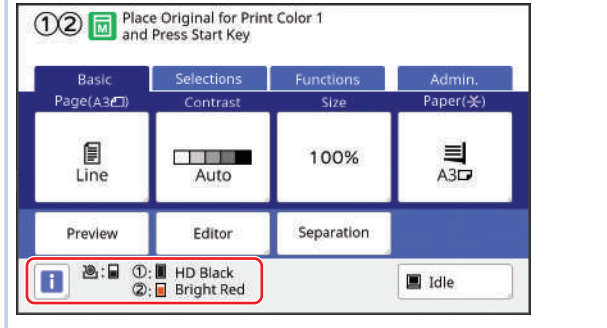 ①② M Place Original for Print Color 1
and Press Start Key
Basic Selections Functions Admin.
Page(A3) Contrast Size Paper(※)
Line Auto 100% A3
Preview Editor Separation
i : ①: HD Black
②: Bright Red
Idle